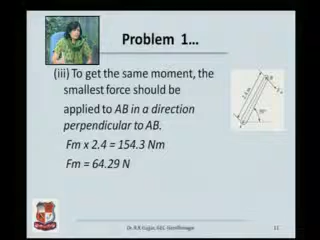 Problem 1...
(iii) To get the same moment, the
smallest force should be
applied to AB in a direction
perpendicular to AB.
Fm x 2.4 = 154.3 Nm
Fm = 64.29 N
11